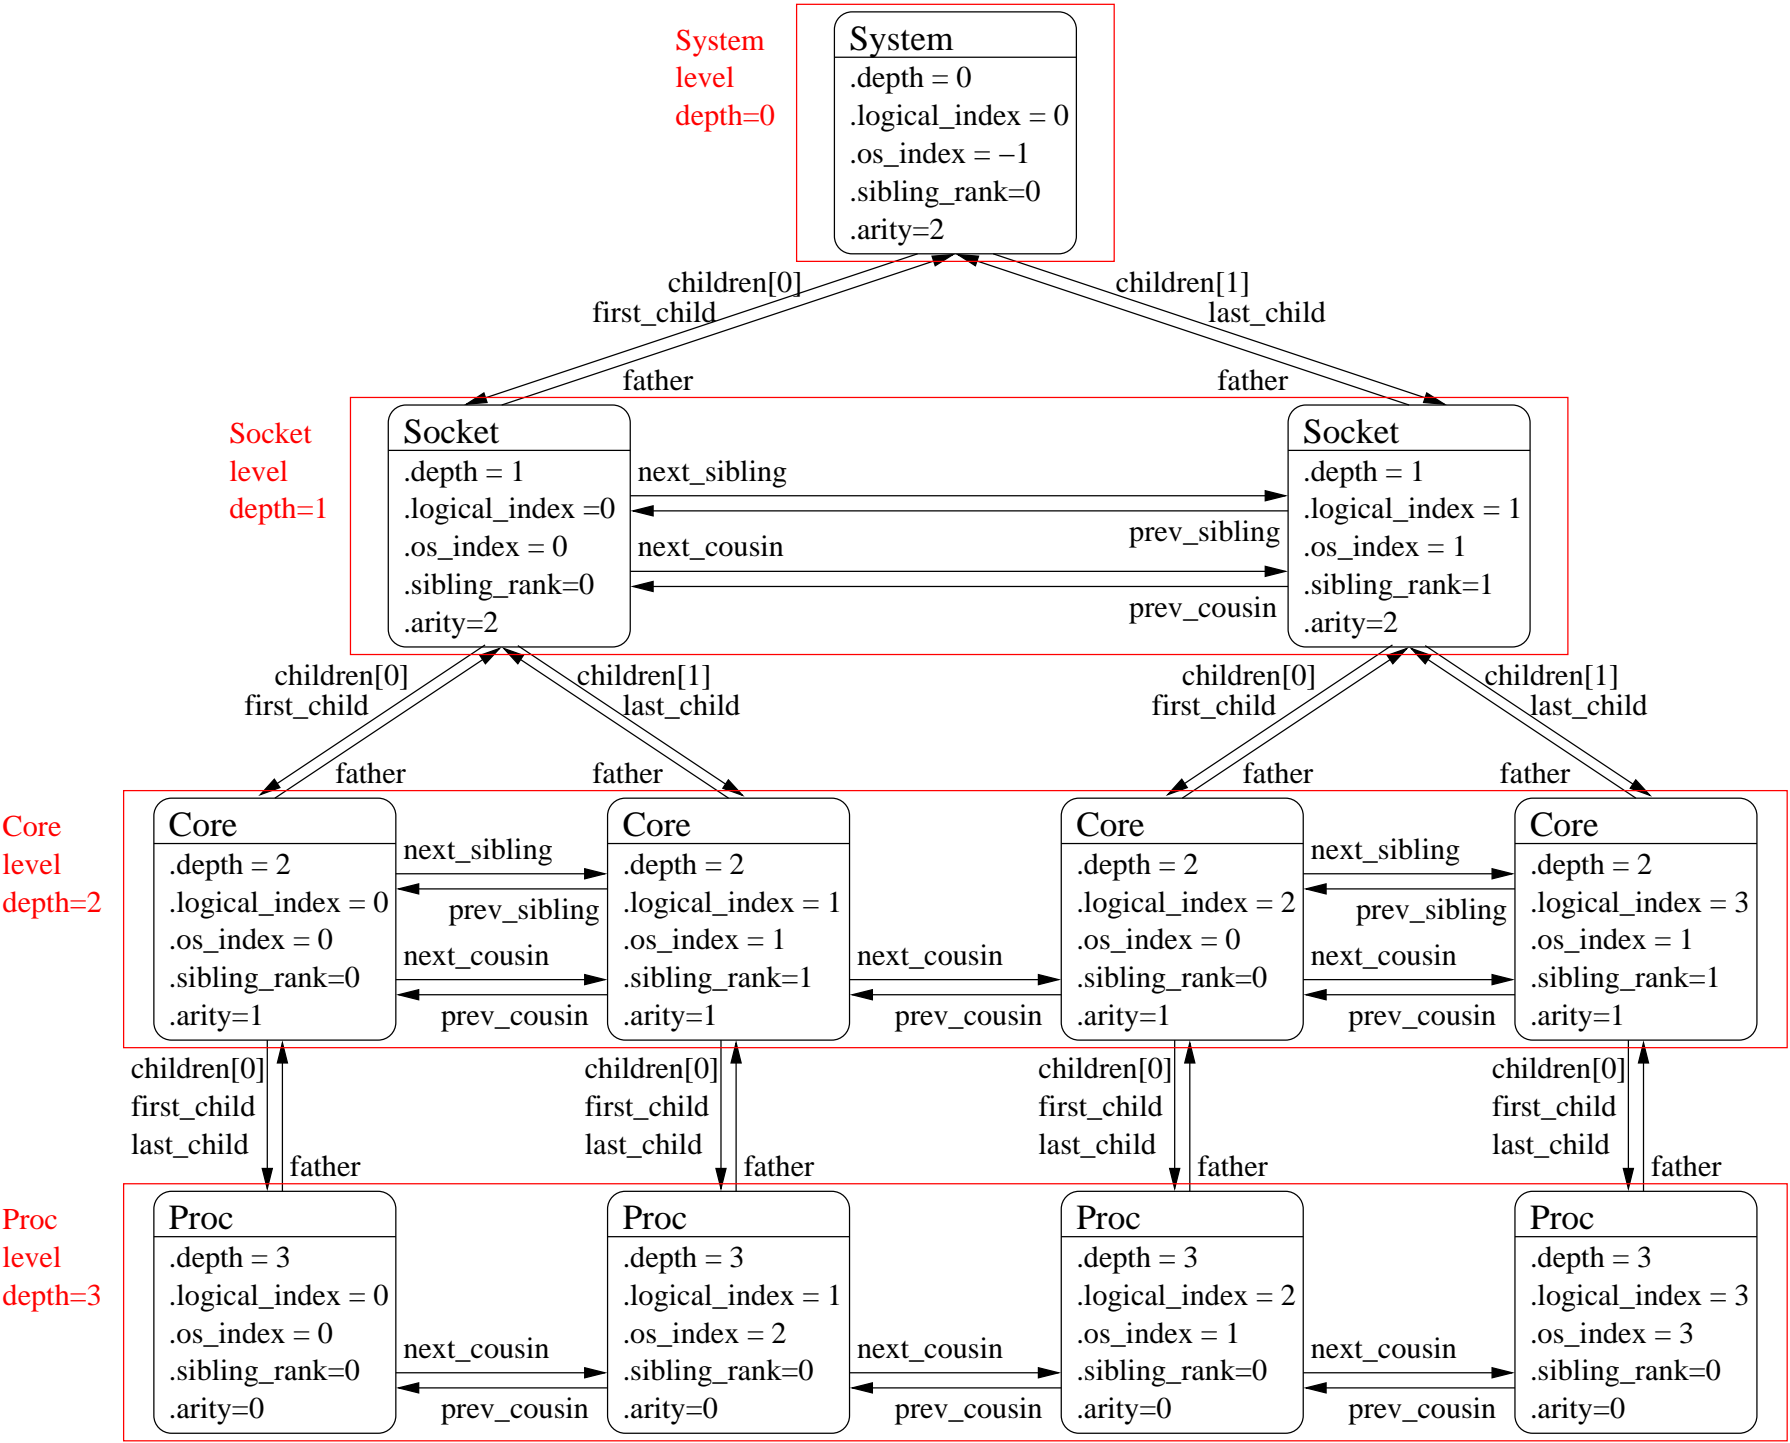 System
level
depth=0
System
.depth = 0
.logical_index = 0
.os_index = –1
.sibling_rank=0
.arity=2
children[0]
first_child
children[1]
last_child
father
father
Socket
level
depth=1
Socket
.depth = 1
.logical_index =0
.os_index = 0
.sibling_rank=0
.arity=2
next_sibling
prev_sibling
next_cousin
prev_cousin
Socket
.depth = 1
.logical_index = 1
.os_index = 1
.sibling_rank=1
.arity=2
children[0]
first_child
children[1]
last_child
children[0]
first_child
children[1]
last_child
father
father
father
father
Core
level
depth=2
Core
.depth = 2
.logical_index = 0
.os_index = 0
.sibling_rank=0
.arity=1
next_sibling
prev_sibling
next_cousin
prev_cousin
Core
.depth = 2
.logical_index = 1
.os_index = 1
.sibling_rank=1
.arity=1
next_cousin
prev_cousin
Core
.depth = 2
.logical_index = 2
.os_index = 0
.sibling_rank=0
.arity=1
next_sibling
prev_sibling
next_cousin
prev_cousin
Core
.depth = 2
.logical_index = 3
.os_index = 1
.sibling_rank=1
.arity=1
children[0]
first_child
last_child
father
children[0]
first_child
last_child
father
children[0]
first_child
last_child
father
children[0]
first_child
last_child
father
Proc
level
depth=3
Proc
.depth = 3
.logical_index = 0
.os_index = 0
.sibling_rank=0
.arity=0
next_cousin
prev_cousin
Proc
.depth = 3
.logical_index = 1
.os_index = 2
.sibling_rank=0
.arity=0
next_cousin
prev_cousin
Proc
.depth = 3
.logical_index = 2
.os_index = 1
.sibling_rank=0
.arity=0
next_cousin
prev_cousin
Proc
.depth = 3
.logical_index = 3
.os_index = 3
.sibling_rank=0
.arity=0